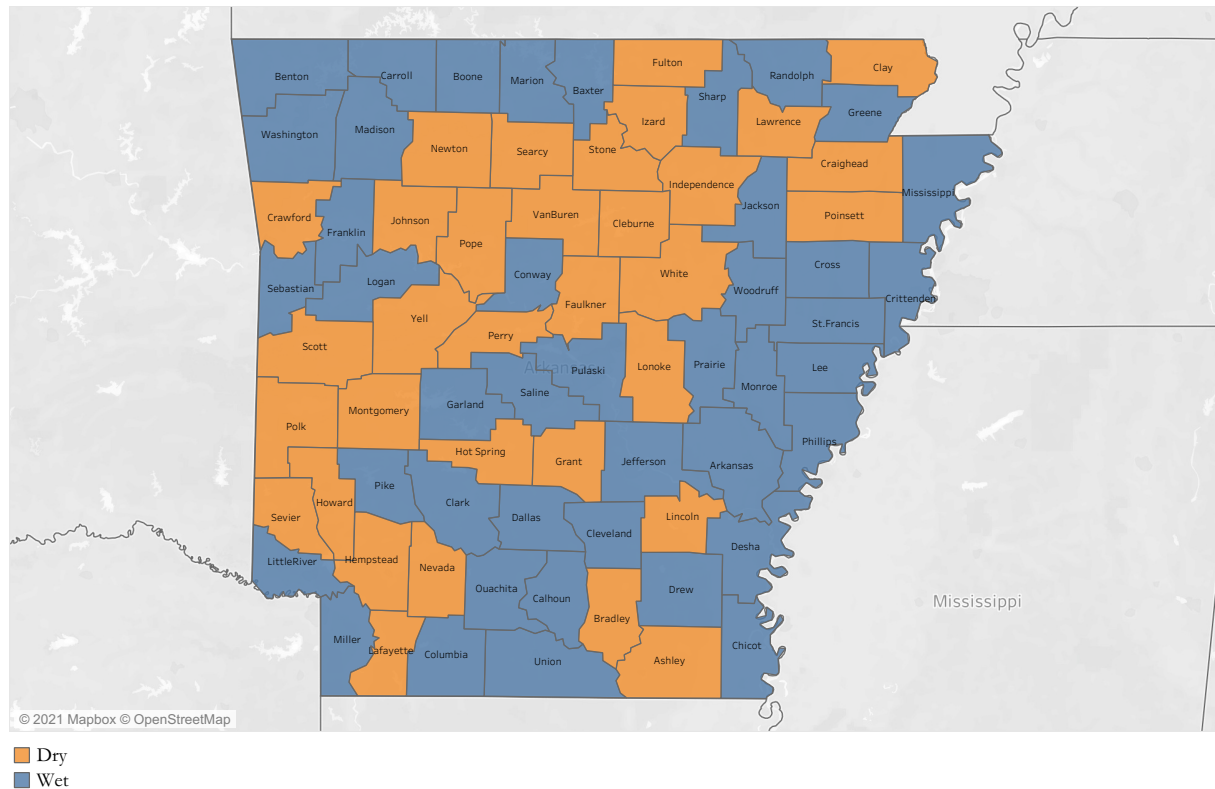 Benton
Carroll
Boone
Marion
Baxter
Fulton
Sharp
Randolph
Clay
Greene
Washington
Madison
Newton
Searcy
Stone
Izard
Lawrence
Craighead
Mississippi
Independence
Jackson
Poinsett
Crawford
Franklin
Johnson
Pope
VanBuren
Cleburne
Sebastian
Logan
Conway
Faulkner
White
Woodruff
Cross
Crittenden
St.Francis
Scott
Yell
Perry
Arkansas
Pulaski
Lonoke
Prairie
Monroe
Lee
Polk
Montgomery
Garland
Saline
Phillips
Hot Spring
Grant
Jefferson
Arkansas
Howard
Pike
Clark
Dallas
Cleveland
Lincoln
Desha
Sevier
LittleRiver
Hempstead
Nevada
Ouachita
Calhoun
Bradley
Drew
Mississippi
Miller
Lafayette
Columbia
Union
Ashley
Chicot
© 2021 Mapbox © OpenStreetMap
Dry
Wet